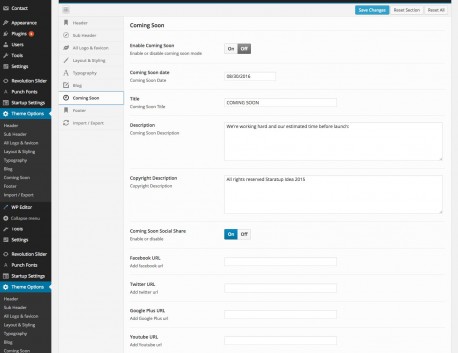 Contact
Appearance
Plugins
Users
Tools
Settings
Revolution Slider
Punch Fonts
Startup Settings
Theme Options
Header
Sub Header
All Logo & favicon
Layout & Styling
Typography
Blog
Coming Soon
Footer
Import / Export
WP Editor
Collapse menu
Tools
Settings
Revolution Slider
Punch Fonts
Startup Settings
Theme Options
Header
Sub Header
All Logo & favicon
Layout & Styling
Typography
Blog
Coming Soon
Header
Sub Header
All Logo & Favicon
Layout & Styling
Typography
Blog
Coming Soon
Footer
Import / Export
Save Changes Reset Section Reset All
Coming Soon
Enable Coming Soon
Enable or disable coming soon mode
On Off
Coming Soon date
Coming Soon Date
08/30/2016
Title
Coming Soon Title
COMING SOON
Description
Coming Soon Description
We're working hard and our estimated time before launch:
Copyright Description
Copyright Description
All rights reserved Staratup Idea 2015
Coming Soon Social Share
Enable or disable
On Off
Facebook URL
Add facebook url
Twitter URL
Add twitter url
Google Plus URL
Add Google Plus url
Youtube URL
Add Youtube url